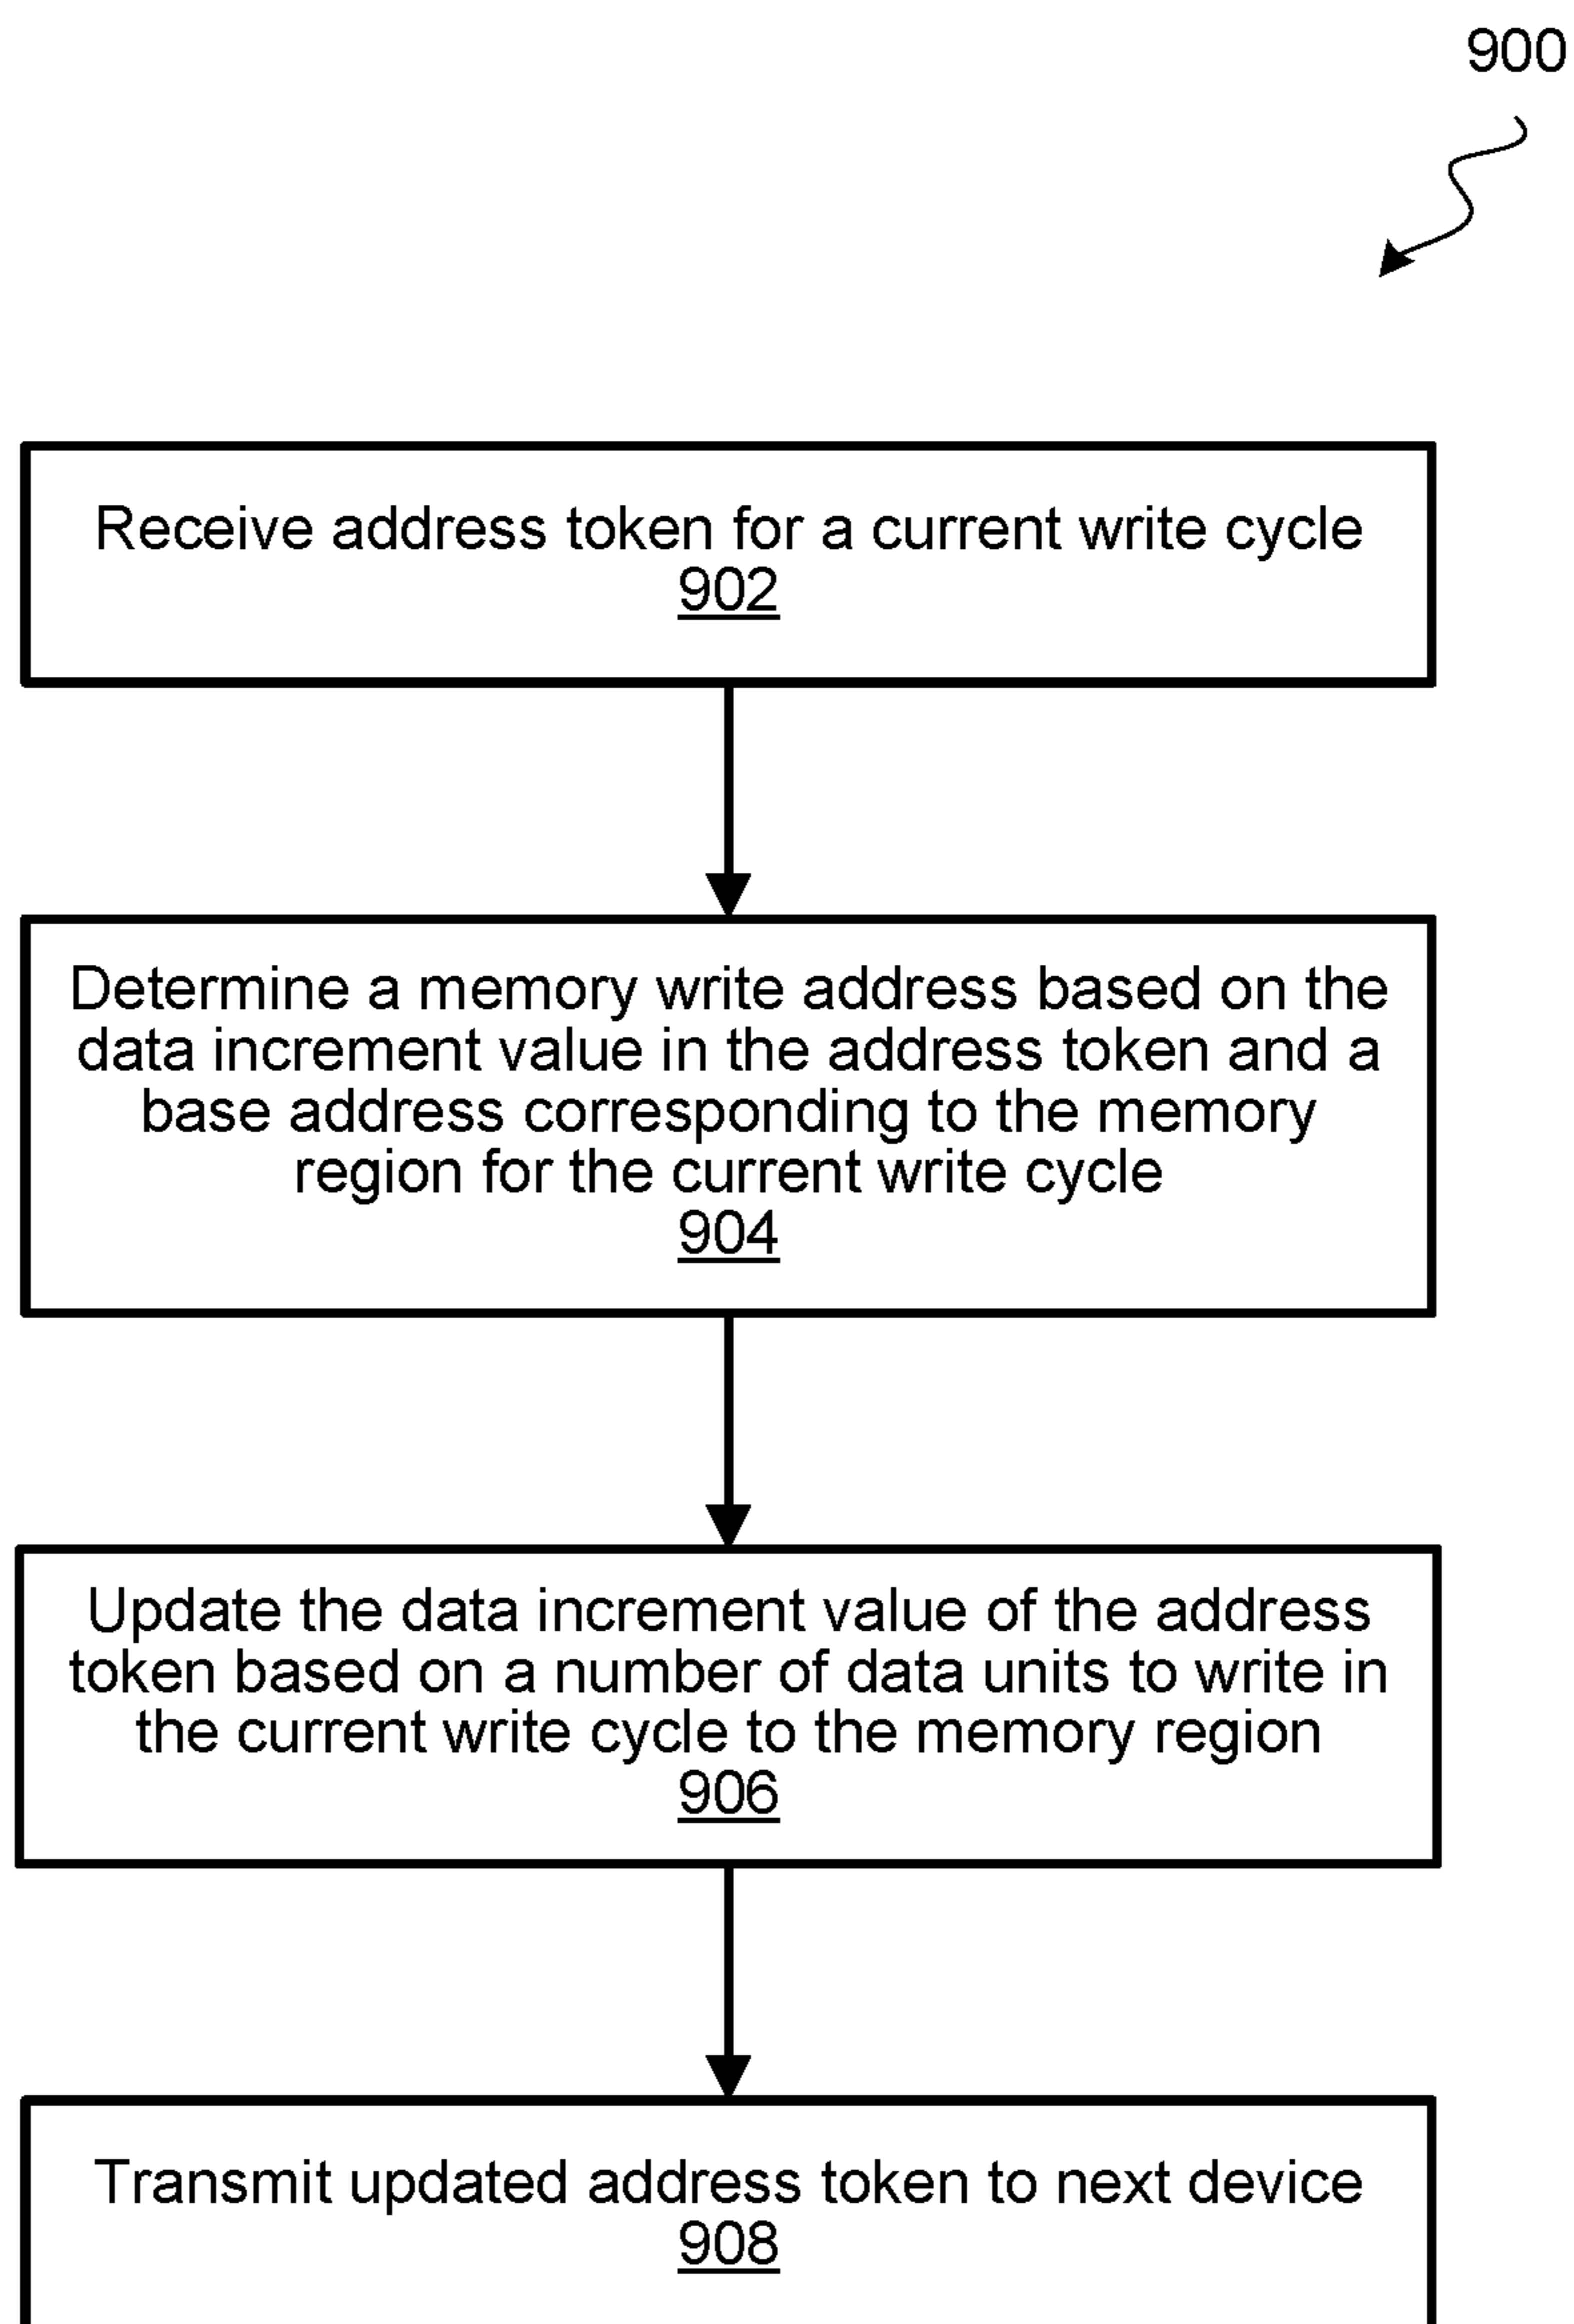 900
Receive address token for a current write cycle
902
Determine a memory write address based on the
data increment value in the address token and a
base address corresponding to the memory
region for the current write cycle
904
Update the data increment value of the address
token based on a number of data units to write in
the current write cycle to the memory region
906
Transmit updated address token to next device
908